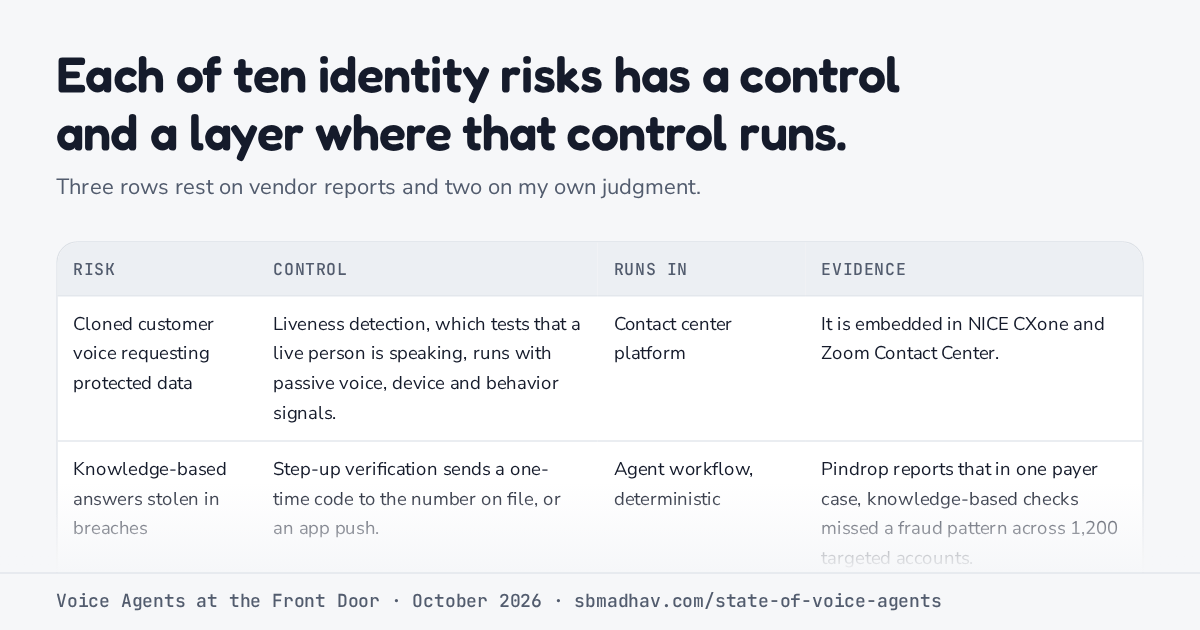 Each of ten identity risks has a control
and a layer where that control runs.
Three rows rest on vendor reports and two on my own judgment.
RISK CONTROL RUNS IN EVIDENCE
Cloned customer Liveness detection, which tests that a Contact center It is embedded in NICE CXone and
voice requesting live person is speaking, runs with platform Zoom Contact Center.
protected data passive voice, device and behavior
signals.
Knowledge-based Step-up verification sends a one- Agent workflow, Pindrop reports that in one payer
answers stolen in time code to the number on file, or deterministic case, knowledge-based checks
breaches an app push. missed a fraud pattern across 1,200
targeted accounts.
Voice Agents at the Front Door · October 2026 · sbmadhav.com/state-of-voice-agents